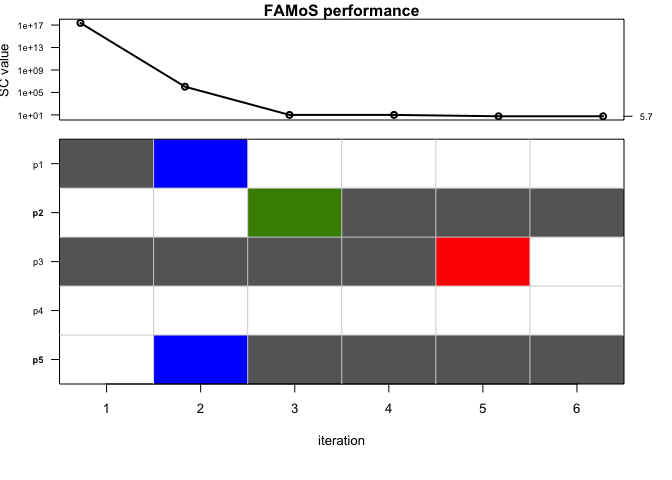 FAMoS performance
SC value
1e+17
1e+13
1e+09
1e+05
1e+01
5.7
p1
p2
p3
p4
p5
1 2 3 4 5 6
iteration